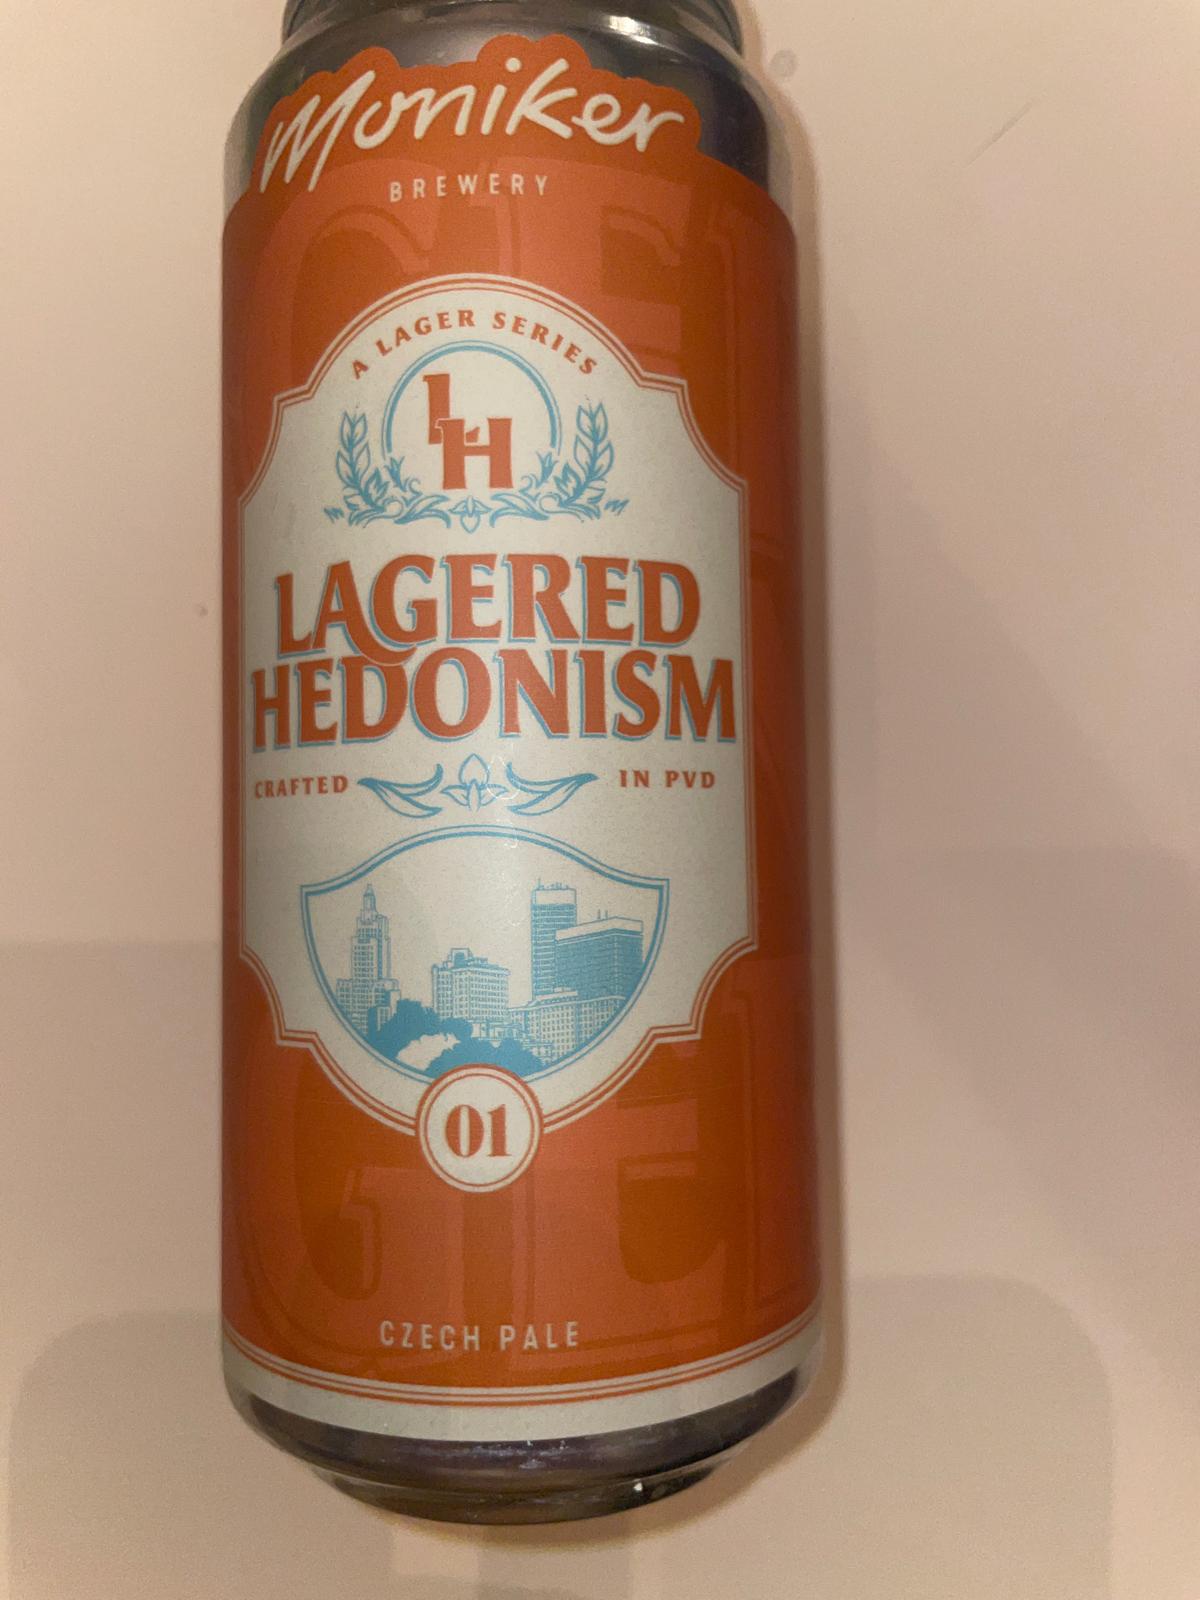 Moniker
BREWERY
A LAGER SERIES
LH
LAGERED
HEDONISM
CRAFTED IN PVD
01
CZECH PALE